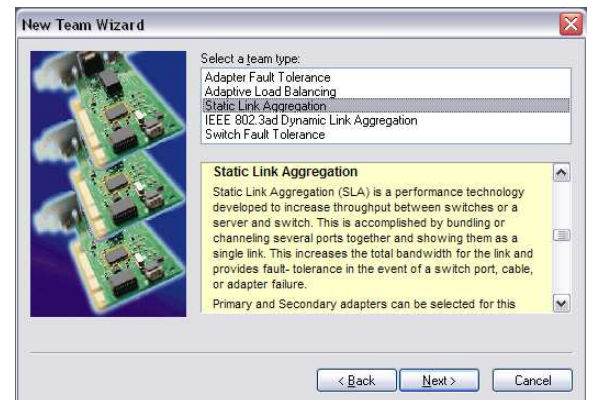 New Team Wizard
Select a team type:
Adapter Fault Tolerance
Adaptive Load Balancing
Static Link Aggregation
IEEE 802.3ad Dynamic Link Aggregation
Switch Fault Tolerance
Static Link Aggregation
Static Link Aggregation (SLA) is a performance technology
developed to increase throughput between switches or a
server and switch. This is accomplished by bundling or
channeling several ports together and showing them as a
single link. This increases the total bandwidth for the link and
provides fault- tolerance in the event of a switch port, cable,
or adapter failure.
Primary and Secondary adapters can be selected for this
< Back
Next >
Cancel